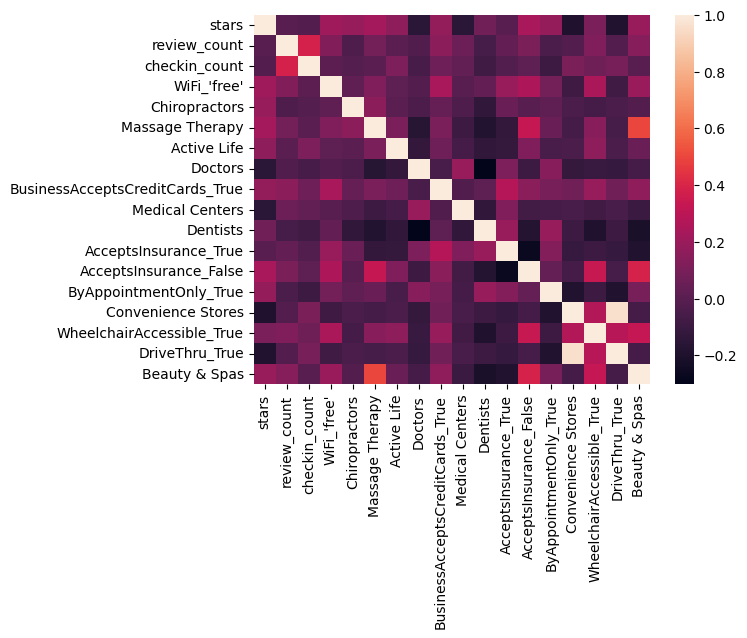 stars
review_count
checkin_count
WiFi_'free'
Chiropractors
Massage Therapy
Active Life
Doctors
BusinessAcceptsCreditCards_True
Medical Centers
Dentists
AcceptsInsurance_True
AcceptsInsurance_False
ByAppointmentOnly_True
Convenience Stores
WheelchairAccessible_True
DriveThru_True
Beauty & Spas
stars
review_count
checkin_count
WiFi_'free'
Chiropractors
Massage Therapy
Active Life
Doctors
BusinessAcceptsCreditCards_True
Medical Centers
Dentists
AcceptsInsurance_True
AcceptsInsurance_False
ByAppointmentOnly_True
Convenience Stores
WheelchairAccessible_True
DriveThru_True
Beauty & Spas
1.0
0.8
0.6
0.4
0.2
0.0
−0.2